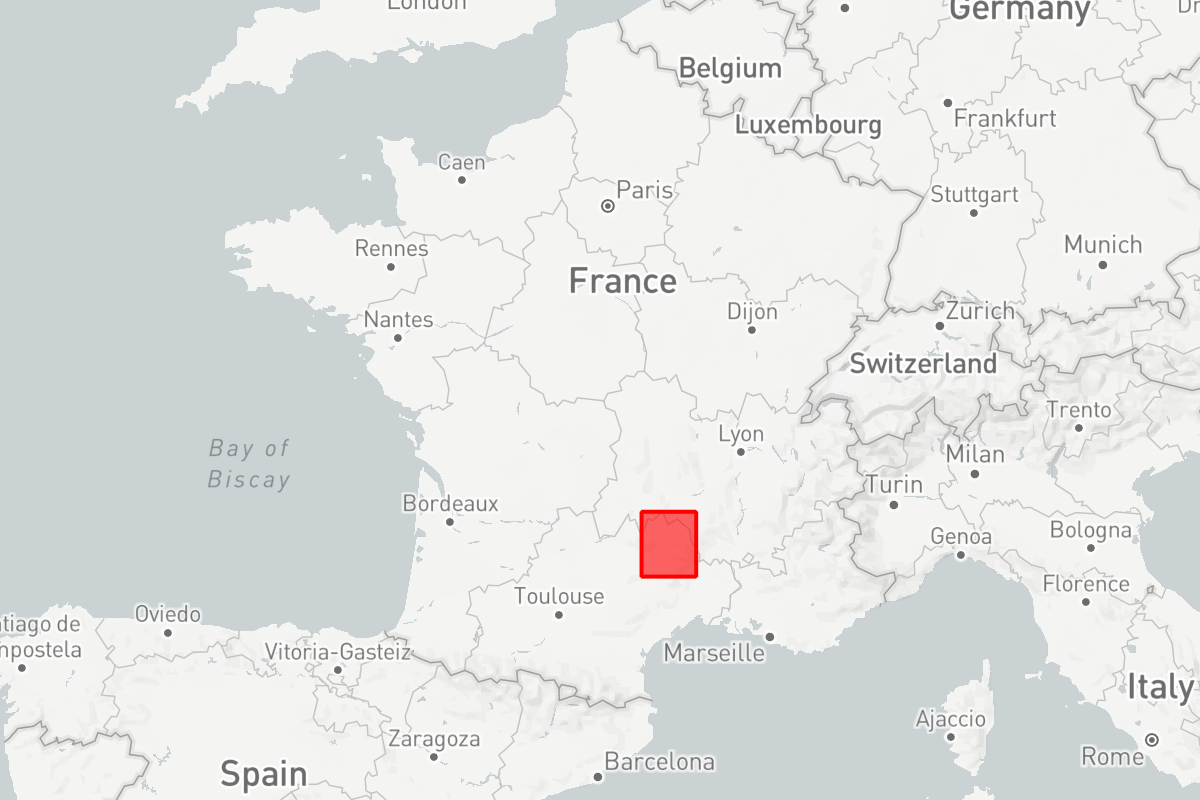 London
Germany
Dr
Belgium
Luxembourg
Frankfurt
Caen
Paris
Stuttgart
Rennes
Munich
France
Nantes
Dijon
Zurich
Switzerland
Trento
Bay of
Biscay
Lyon
Milan
Turin
Bordeaux
Genoa
Bologna
Florence
Toulouse
Oviedo
tiago de
mpostela
Vitoria-Gasteiz
Marseille
Italy
Ajaccio
Zaragoza
Rome
Barcelona
Spain